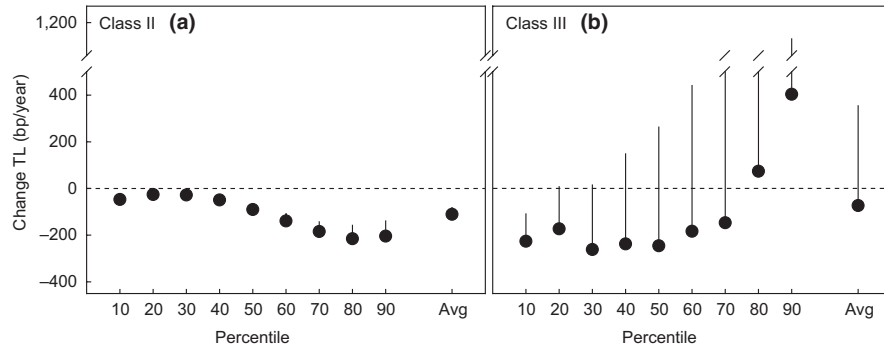 1,200
Class II (a)
Class III (b)
Change TL (bp/year)
400
200
0
–200
–400
10 20 30 40 50 60 70 80 90 Avg
10 20 30 40 50 60 70 80 90 Avg
Percentile
Percentile